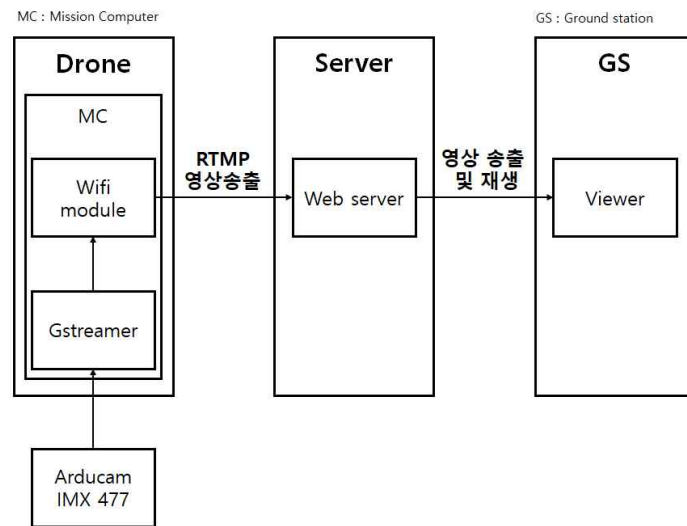 MC : Mission Computer
GS : Ground station
Drone
Server
GS
MC
Wifi
module
RTMP
영상송출
Web server
영상 송출
및 재생
Viewer
Gstreamer
Arducam
IMX 477